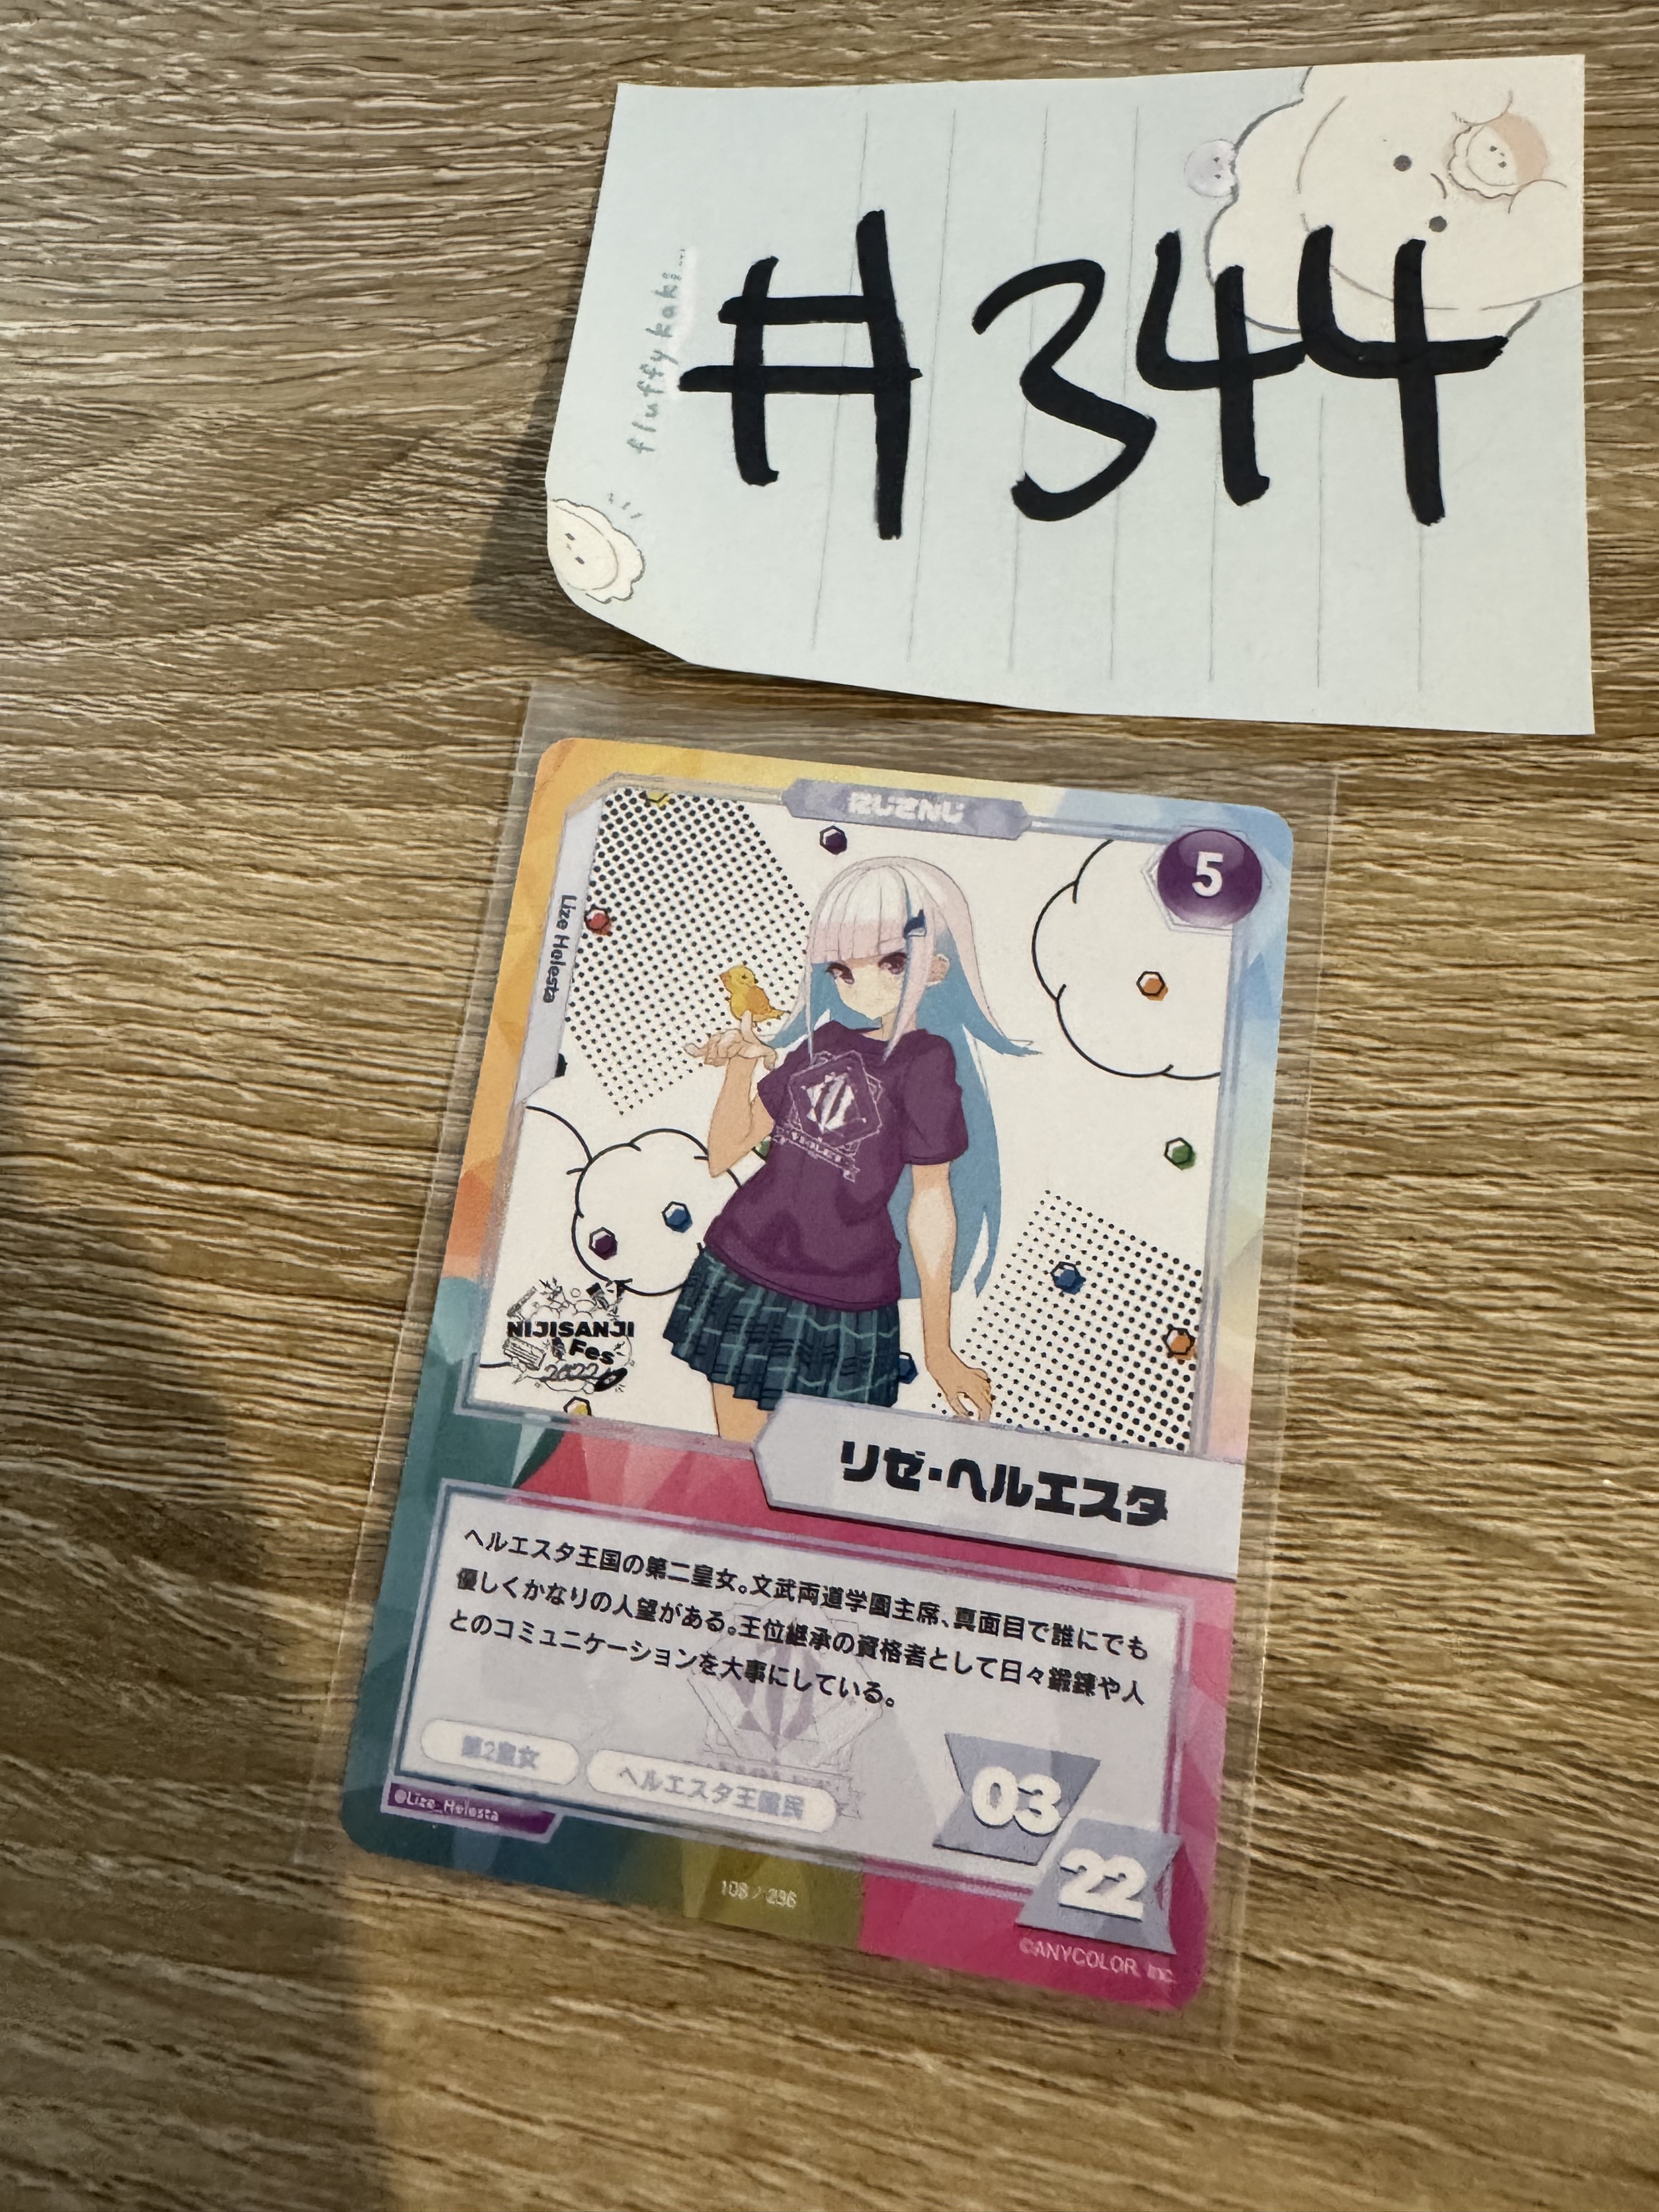 #344
fluffy kaki...
にじさんじ
5
Lize Helesta
NIJISANJI
Fes
2022
リゼ・ヘルエスタ
ヘルエスタ王国の第二皇女。文武両道学園主席、真面目で誰にでも
優しくかなりの人望がある。王位継承の資格者として日々鍛錬や人
とのコミュニケーションを大事にしている。
第2皇女
ヘルエスタ王国民
03
22
@Lize_Helesta
108 / 296
©ANYCOLOR, Inc.